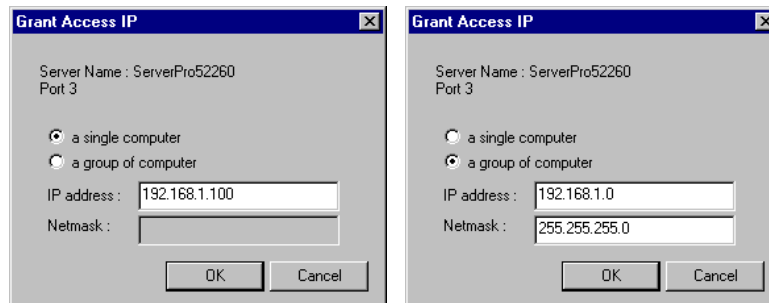 Grant Access IP
Server Name : ServerPro52260
Port 3
a single computer
a group of computer
IP address : 192.168.1.100
Netmask :
OK Cancel
Grant Access IP
Server Name : ServerPro52260
Port 3
a single computer
a group of computer
IP address : 192.168.1.0
Netmask : 255.255.255.0
OK Cancel